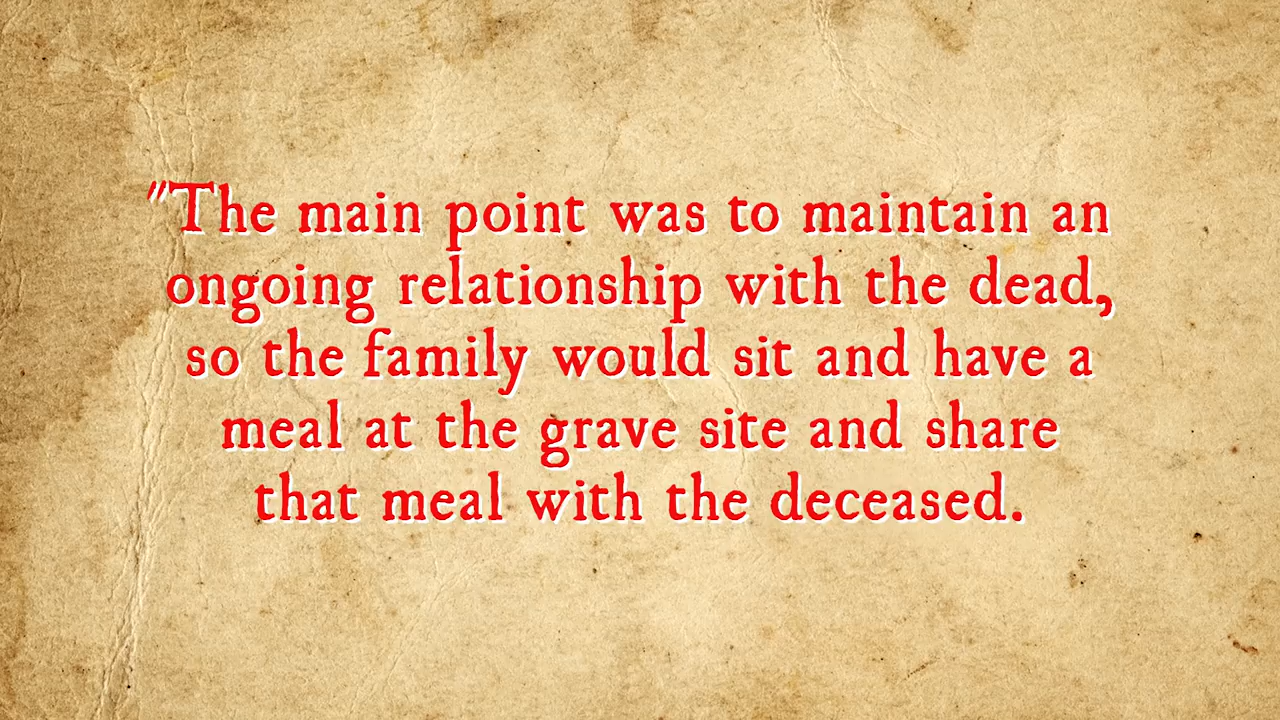 "The main point was to maintain an
ongoing relationship with the dead,
so the family would sit and have a
meal at the grave site and share
that meal with the deceased.